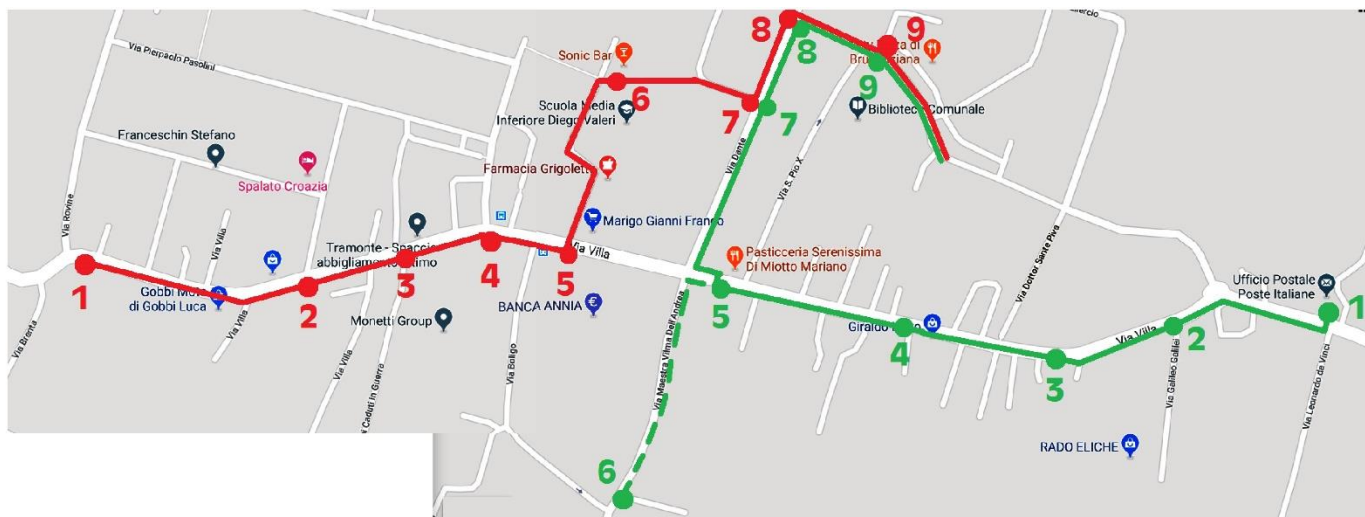 Via Pierpaolo Pasolini
Sonic Bar
8
9
8
9
6
7
7
Scuola Media
Inferiore Diego Valeri
Biblioteca Comunale
Franceschin Stefano
Via Dante
Via S. Pio X
Spalato Croazia
Farmacia Grigoletto
Via Rovine
Via Villa
Marigo Gianni Franco
Via Villa
Tramonte - Spaccio
abbigliamento intimo
Pasticceria Serenissima
Di Miotto Mariano
Via Dottor Sante Piva
Ufficio Postale
Poste Italiane
1
2
3
4
5
Gobbi Moto
di Gobbi Luca
Via Villa
BANCA ANNIA
Monetti Group
Via Maestra Vilma Dell'Andrea
5
4
3
2
1
Via Villa
Via Brenta
Via Villa
Caduti in Guerra
Via Boligo
Via Galileo Galilei
Via Leonardo da Vinci
RADO ELICHE
6